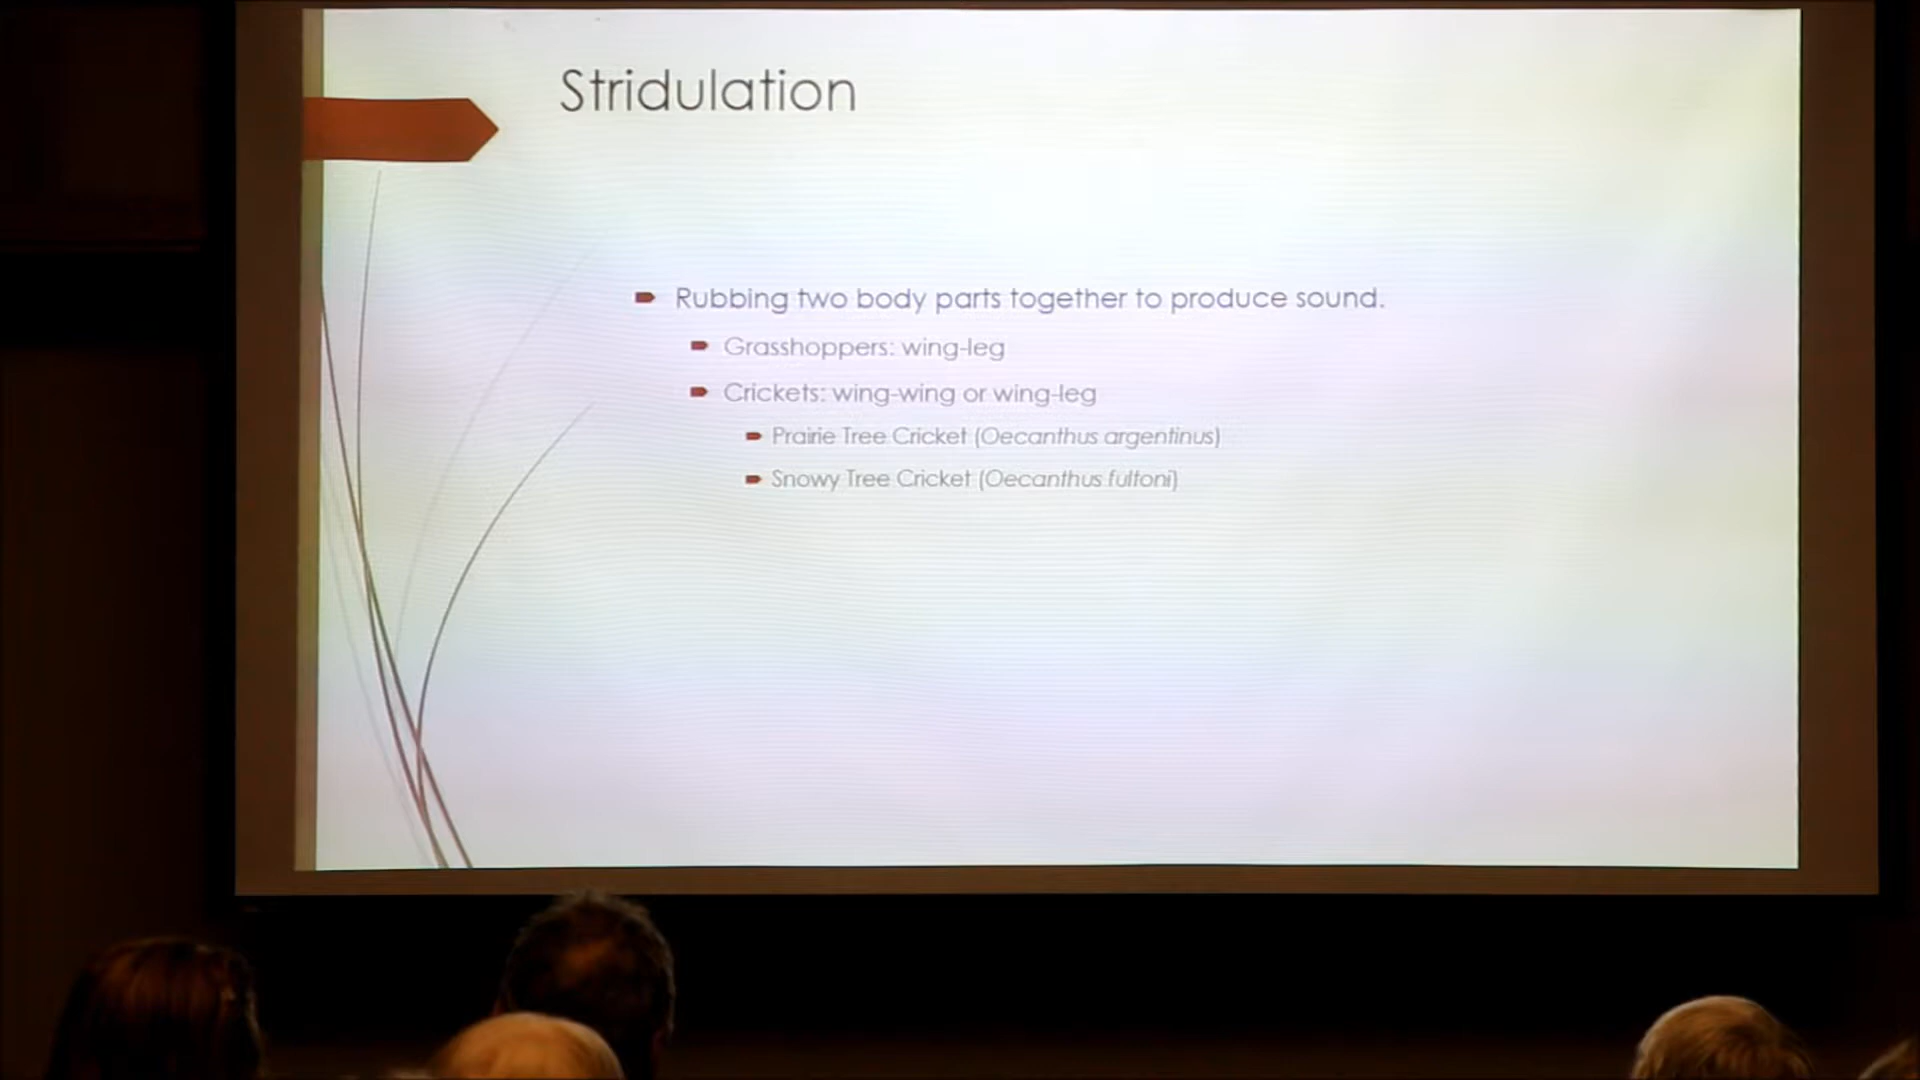 Stridulation
Rubbing two body parts together to produce sound.
Grasshoppers: wing-leg
Crickets: wing-wing or wing-leg
Prairie Tree Cricket (Oecanthus argentinus)
Snowy Tree Cricket (Oecanthus fultoni)